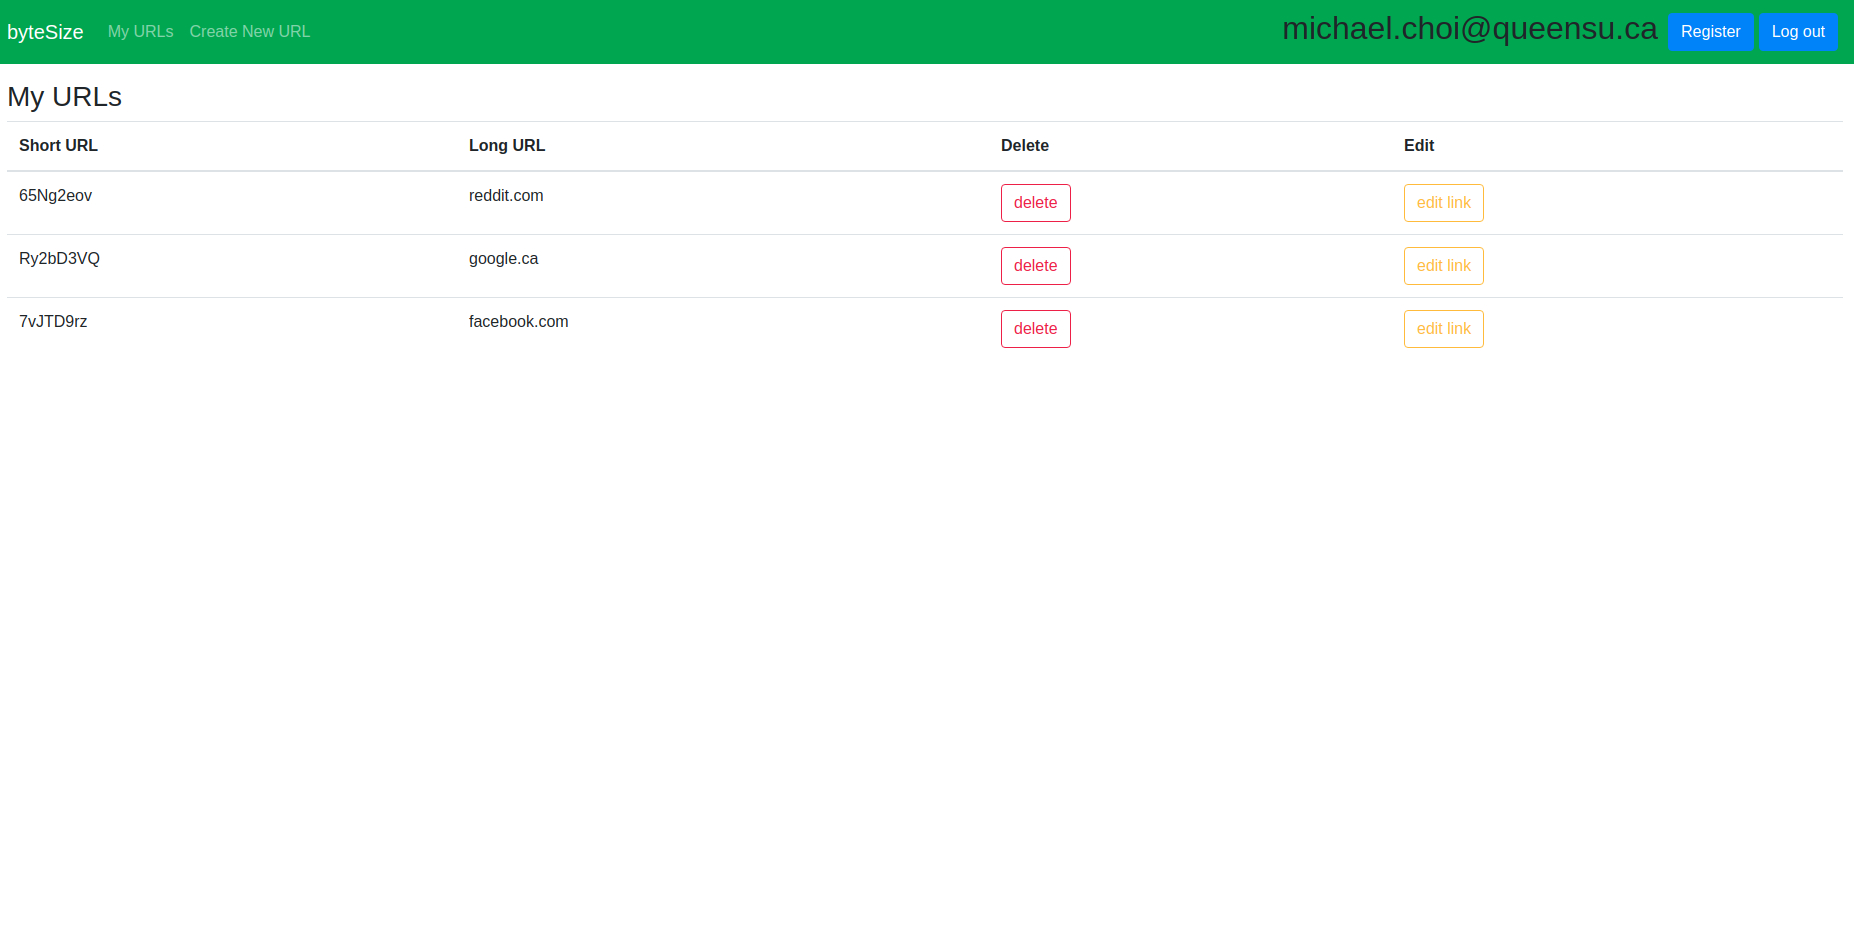 byteSize My URLs Create New URL michael.choi@queensu.ca Register Log out
My URLs
Short URL Long URL Delete Edit
65Ng2eov reddit.com delete edit link
Ry2bD3VQ google.ca delete edit link
7vJTD9rz facebook.com delete edit link